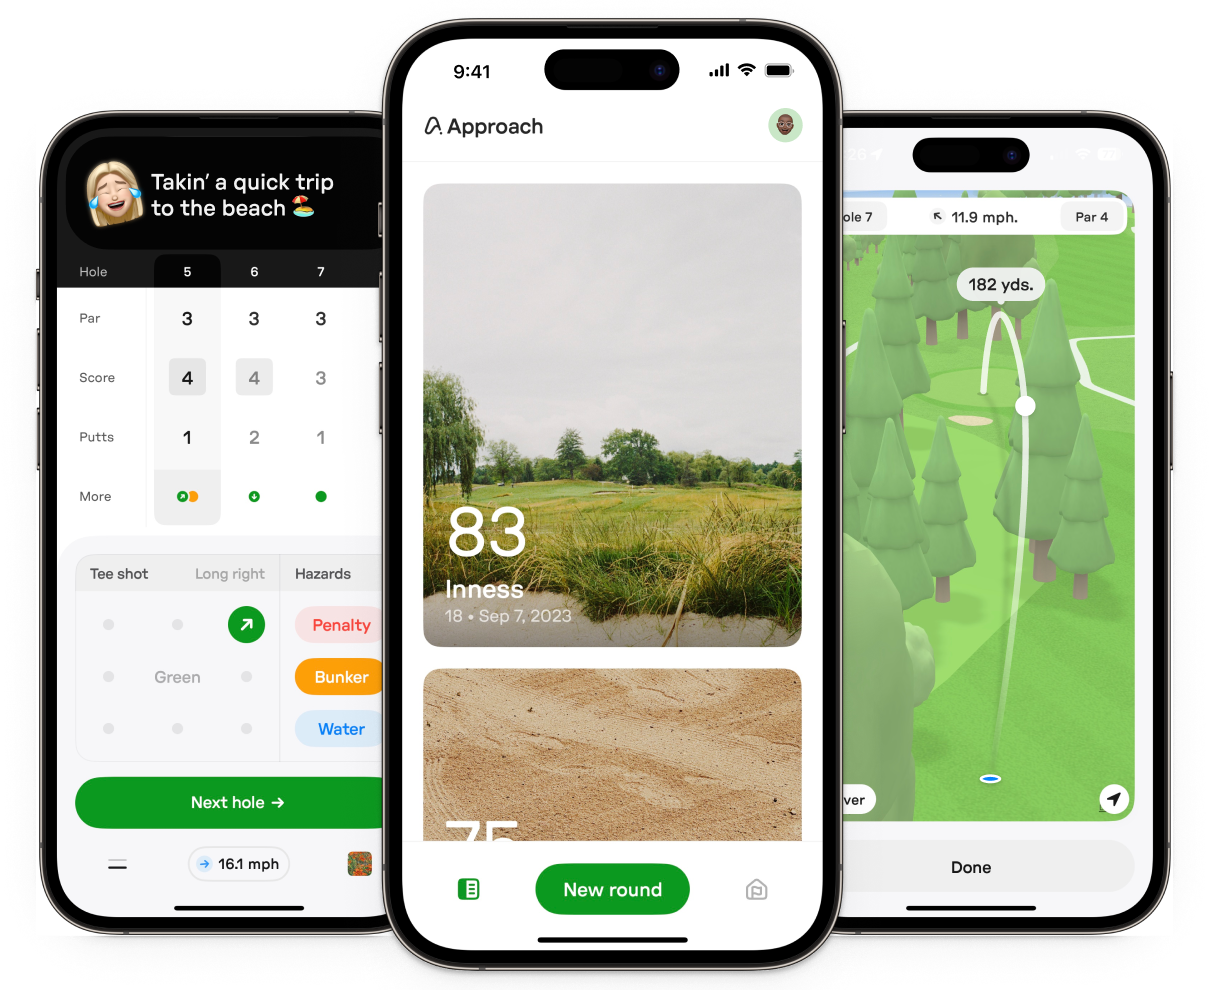 Takin’ a quick trip
to the beach
Hole 5 6 7
Par 3 3 3
Score 4 4 3
Putts 1 2 1
More
Tee shot Long right Hazards
Penalty
Green Bunker
Water
Next hole →
16.1 mph
9:41
Approach
83
Inness
18 • Sep 7, 2023
75
New round
26
77
ole 7 11.9 mph. Par 4
182 yds.
ver
Done